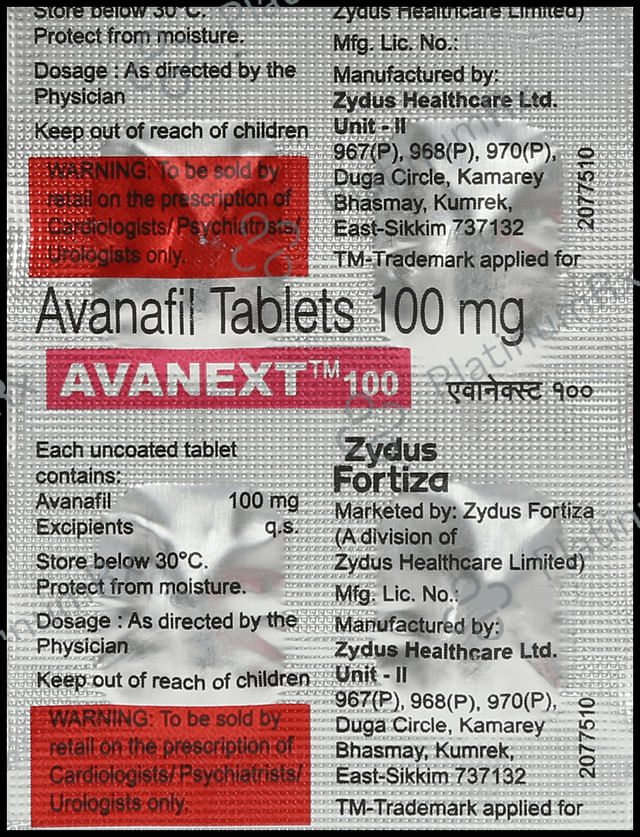 Store below 30°C.
Protect from moisture.
Dosage : As directed by the
Physician
Keep out of reach of children
WARNING: To be sold by
retail on the prescription of
Cardiologists/Psychiatrists/
Urologists only.
Zydus Healthcare Limited)
Mfg. Lic. No.:
Manufactured by:
Zydus Healthcare Ltd.
Unit - II
967(P), 968(P), 970(P),
Duga Circle, Kamarey
Bhasmay, Kumrek,
East-Sikkim 737132
TM-Trademark applied for
2077510
Avanafil Tablets 100 mg
AVANEXT™ 100
एवानेक्स्ट १००
Each uncoated tablet
contains:
Avanafil 100 mg
Excipients q.s.
Store below 30°C.
Protect from moisture.
Dosage : As directed by the
Physician
Keep out of reach of children
WARNING: To be sold by
retail on the prescription of
Cardiologists/Psychiatrists/
Urologists only.
Zydus
Fortiza
Marketed by: Zydus Fortiza
(A division of
Zydus Healthcare Limited)
Mfg. Lic. No.:
Manufactured by:
Zydus Healthcare Ltd.
Unit - II
967(P), 968(P), 970(P),
Duga Circle, Kamarey
Bhasmay, Kumrek,
East-Sikkim 737132
TM-Trademark applied for
2077510
PlatinumRx